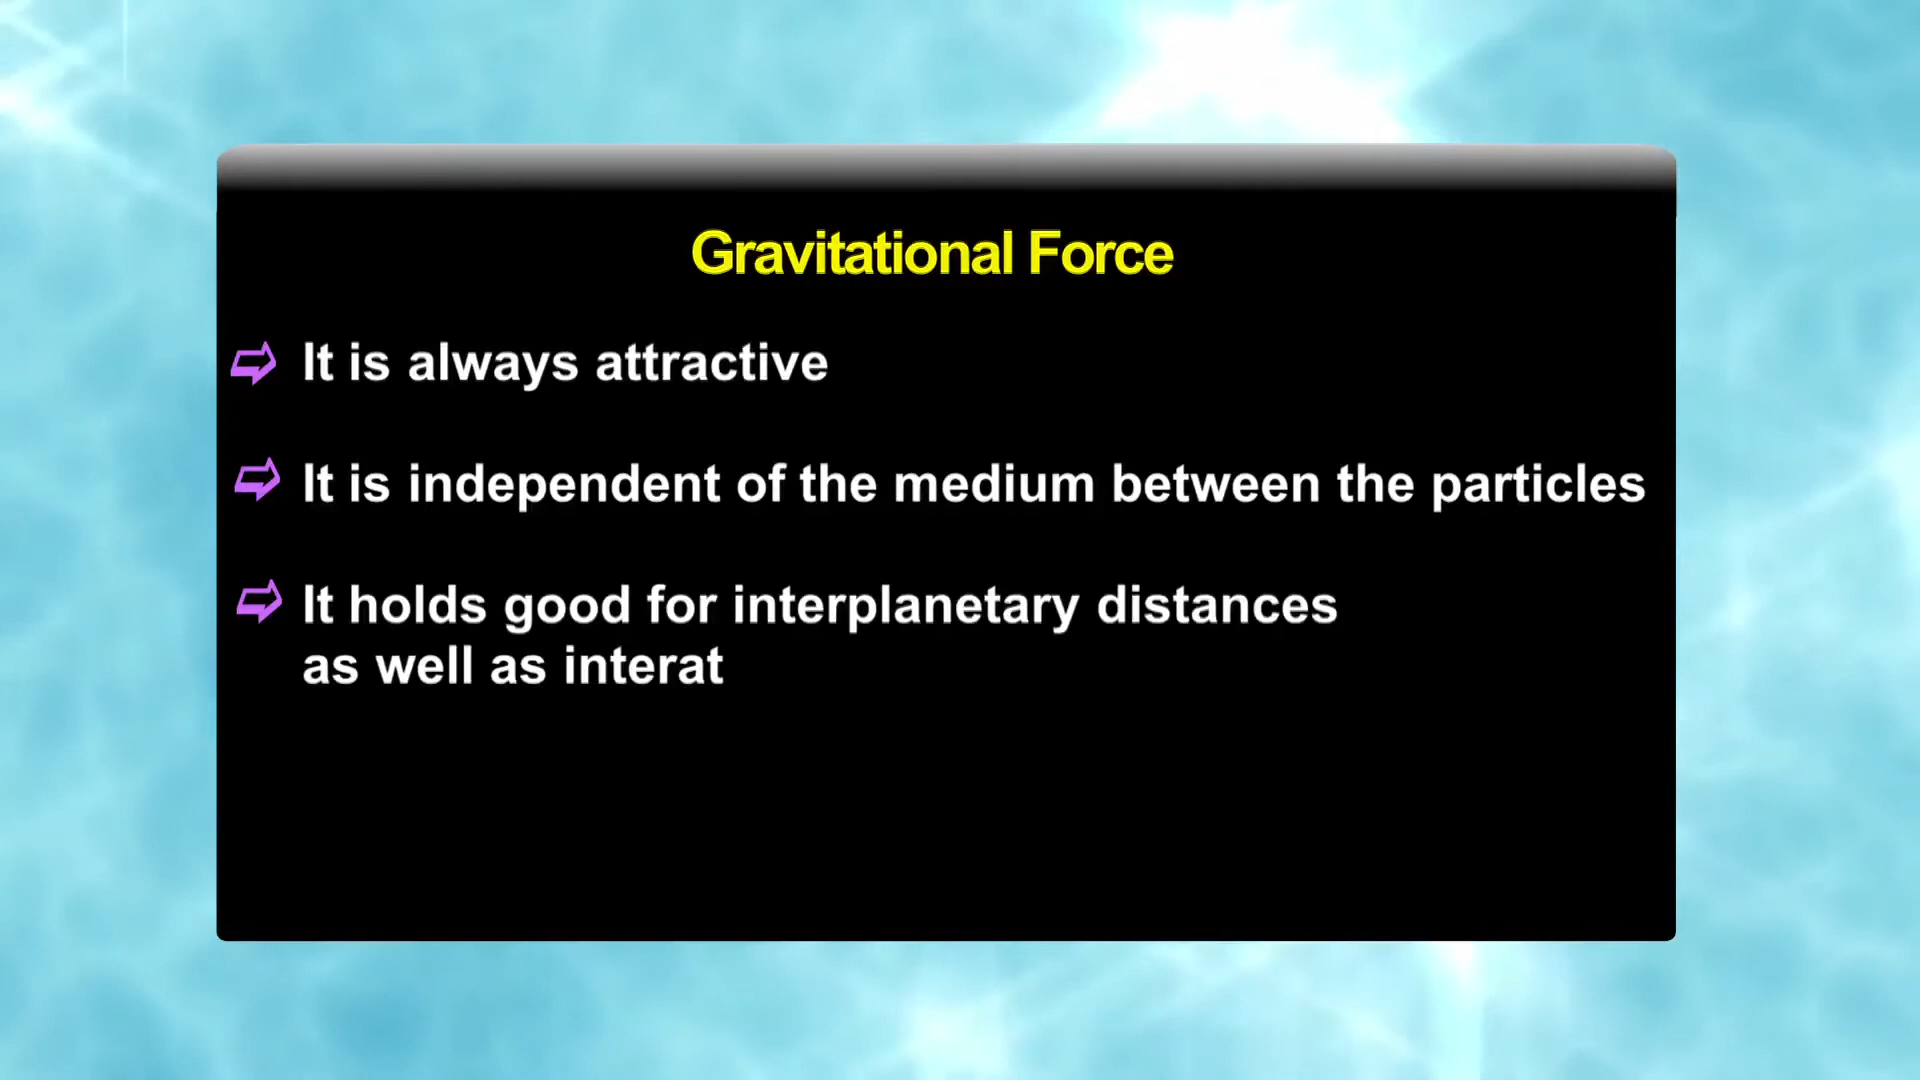 Gravitational Force
It is always attractive
It is independent of the medium between the particles
It holds good for interplanetary distances
as well as interat